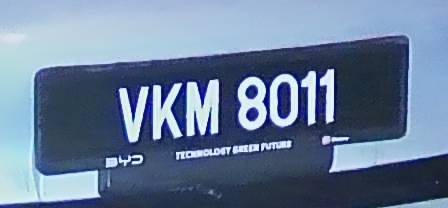 VKM 8011
BYD TECHNOLOGY GREEN FUTURE